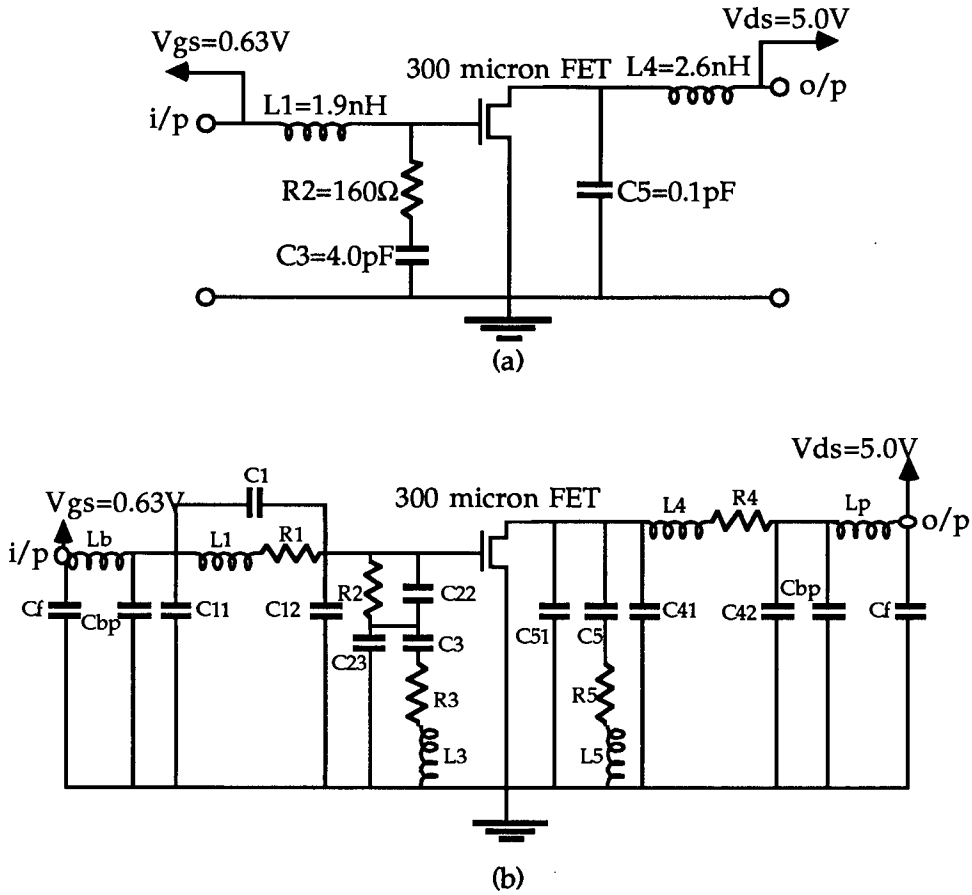 Vds=5.0V
Vgs=0.63V
300 micron FET
L4=2.6nH
o/p
L1=1.9nH
i/p
R2=160Ω
C5=0.1pF
C3=4.0pF
(a)
Vds=5.0V
C1
Vgs=0.63V
300 micron FET
L4
R4
Lp
o/p
i/p
Lb
L1
R1
R2
C22
Cbp
Cf
Cbp
C11
C12
C51
C5
C41
C42
Cf
C23
C3
R3
R5
L3
L5
(b)